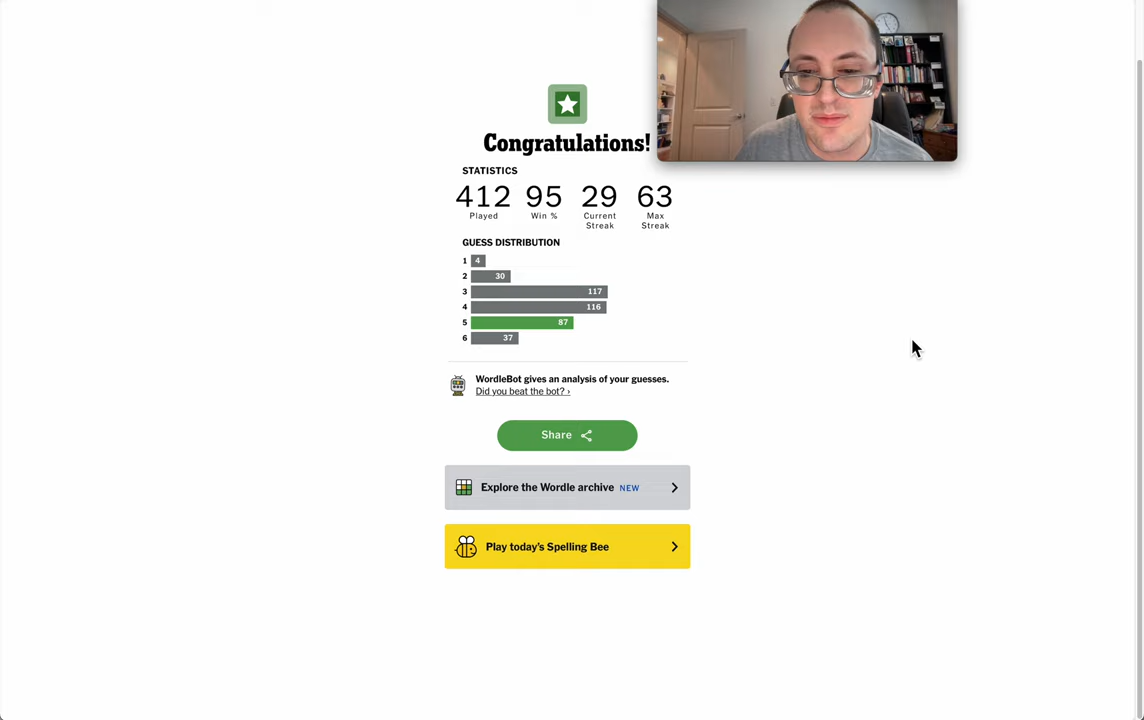 Congratulations!
STATISTICS
412 95 29 63
Played Win % Current Streak Max Streak
GUESS DISTRIBUTION
1 4
2 30
3 117
4 116
5 87
6 37
WordleBot gives an analysis of your guesses.
Did you beat the bot? ›
Share
Explore the Wordle archive NEW
Play today's Spelling Bee